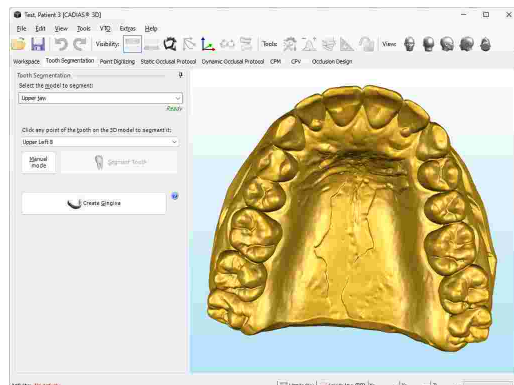 Test, Patient 3 [CADIAS® 3D]
File Edit View Tools VTO Extras Help
Visibility: Tools: View:
Workspace Tooth Segmentation Point Digitizing Static Occlusal Protocol Dynamic Occlusal Protocol CPM CPV Occlusion Design
Tooth Segmentation
Select the model to segment:
Upper jaw
Ready
Click any point of the tooth on the 3D model to segment it:
Upper Left 8
Manual mode
Segment Tooth
Create Gingiva